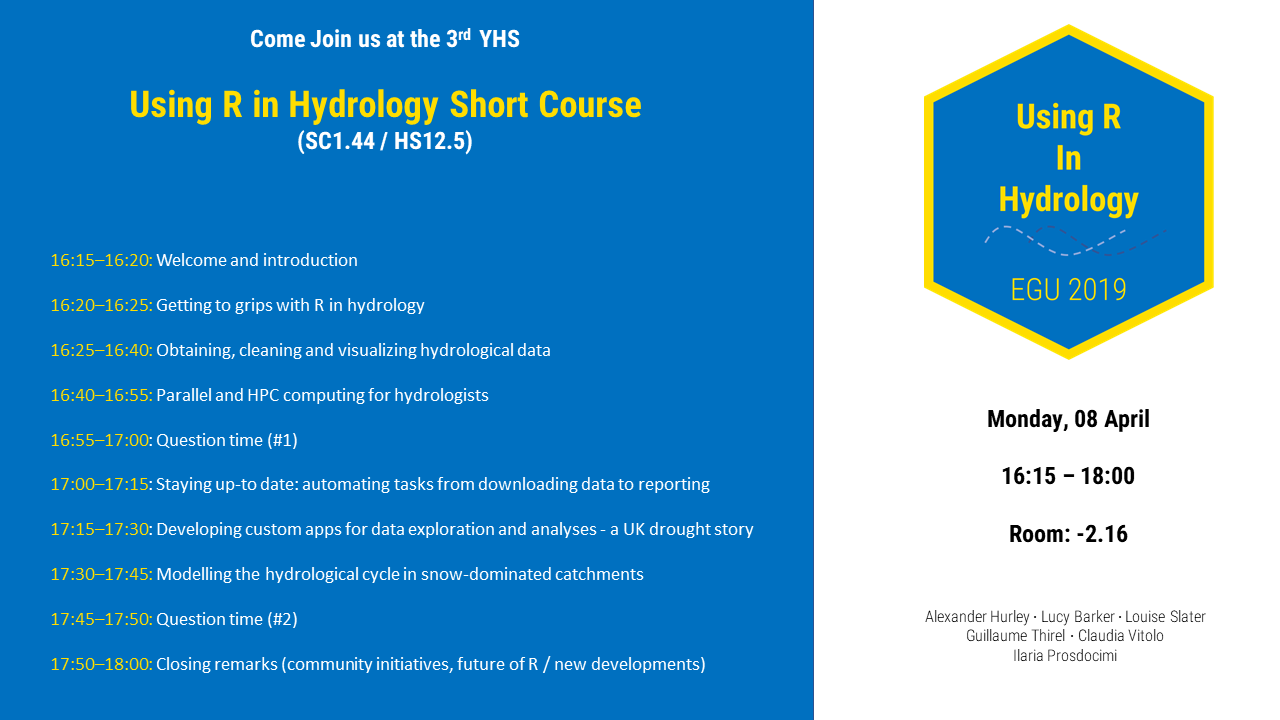 Come Join us at the 3rd YHS
Using R in Hydrology Short Course
(SC1.44 / HS12.5)
16:15–16:20: Welcome and introduction
16:20–16:25: Getting to grips with R in hydrology
16:25–16:40: Obtaining, cleaning and visualizing hydrological data
16:40–16:55: Parallel and HPC computing for hydrologists
16:55–17:00: Question time (#1)
17:00–17:15: Staying up-to date: automating tasks from downloading data to reporting
17:15–17:30: Developing custom apps for data exploration and analyses - a UK drought story
17:30–17:45: Modelling the hydrological cycle in snow-dominated catchments
17:45–17:50: Question time (#2)
17:50–18:00: Closing remarks (community initiatives, future of R / new developments)
Using R
In
Hydrology
EGU 2019
Monday, 08 April
16:15 – 18:00
Room: -2.16
Alexander Hurley · Lucy Barker · Louise Slater
Guillaume Thirel · Claudia Vitolo
Ilaria Prosdocimi